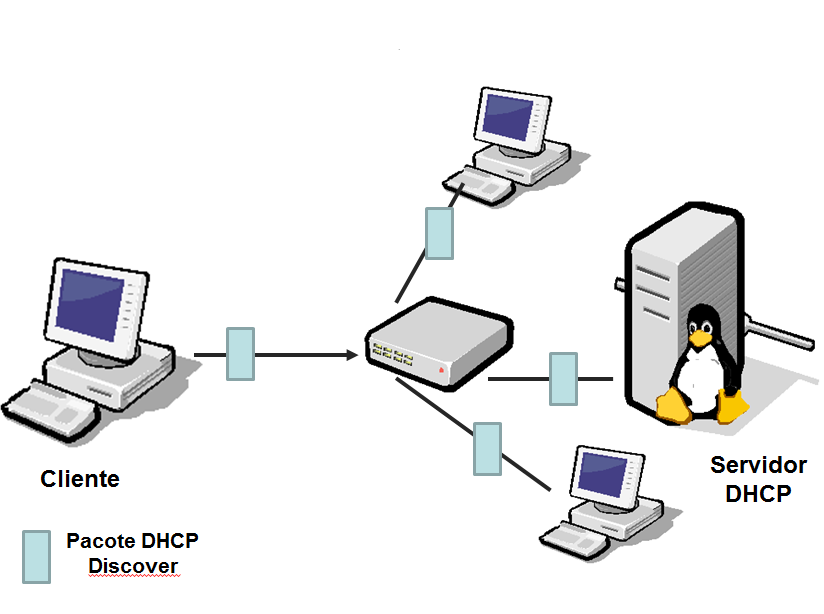 Cliente
Servidor
DHCP
Pacote DHCP
Discover